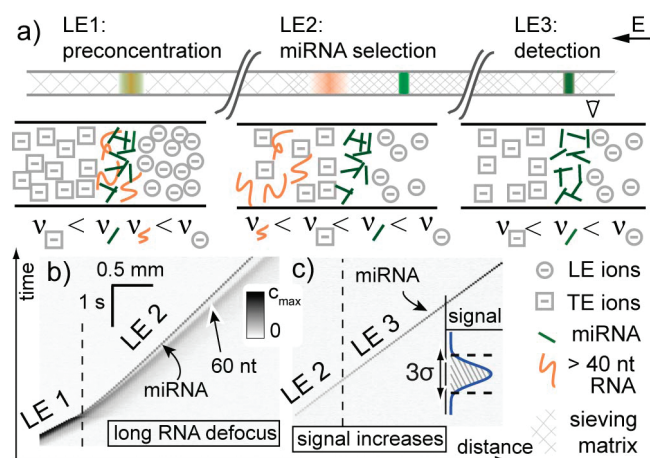 a)
LE1:
preconcentration
LE2:
miRNA selection
LE3:
detection
E
ν < ν ν < ν
ν < ν < ν < ν
ν < ν < ν
time
b)
0.5 mm
1 s
cmax
0
LE 1
LE 2
miRNA
60 nt
long RNA defocus
c)
miRNA
signal
LE 2
LE 3
3σ
signal increases
distance
LE ions
TE ions
miRNA
> 40 nt
RNA
sieving
matrix